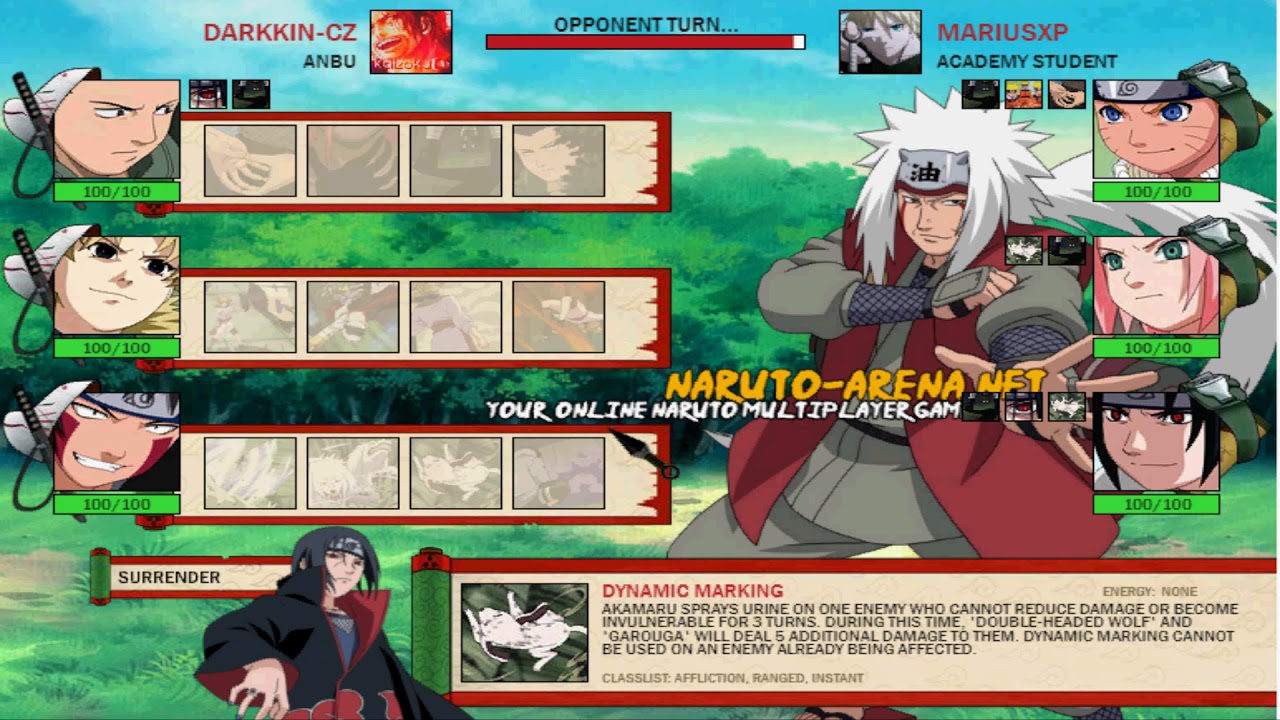 DARKKIN-CZ
ANBU
OPPONENT TURN...
MARIUSXP
ACADEMY STUDENT
100/100
100/100
油
100/100
100/100
NARUTO-ARENA.NET
YOUR ONLINE NARUTO MULTIPLAYER GAM
100/100
100/100
SURRENDER
DYNAMIC MARKING
ENERGY: NONE
AKAMARU SPRAYS URINE ON ONE ENEMY WHO CANNOT REDUCE DAMAGE OR BECOME
INVULNERABLE FOR 3 TURNS. DURING THIS TIME, 'DOUBLE-HEADED WOLF' AND
'GAROUGA' WILL DEAL 5 ADDITIONAL DAMAGE TO THEM. DYNAMIC MARKING CANNOT
BE USED ON AN ENEMY ALREADY BEING AFFECTED.
CLASSLIST: AFFLICTION, RANGED, INSTANT